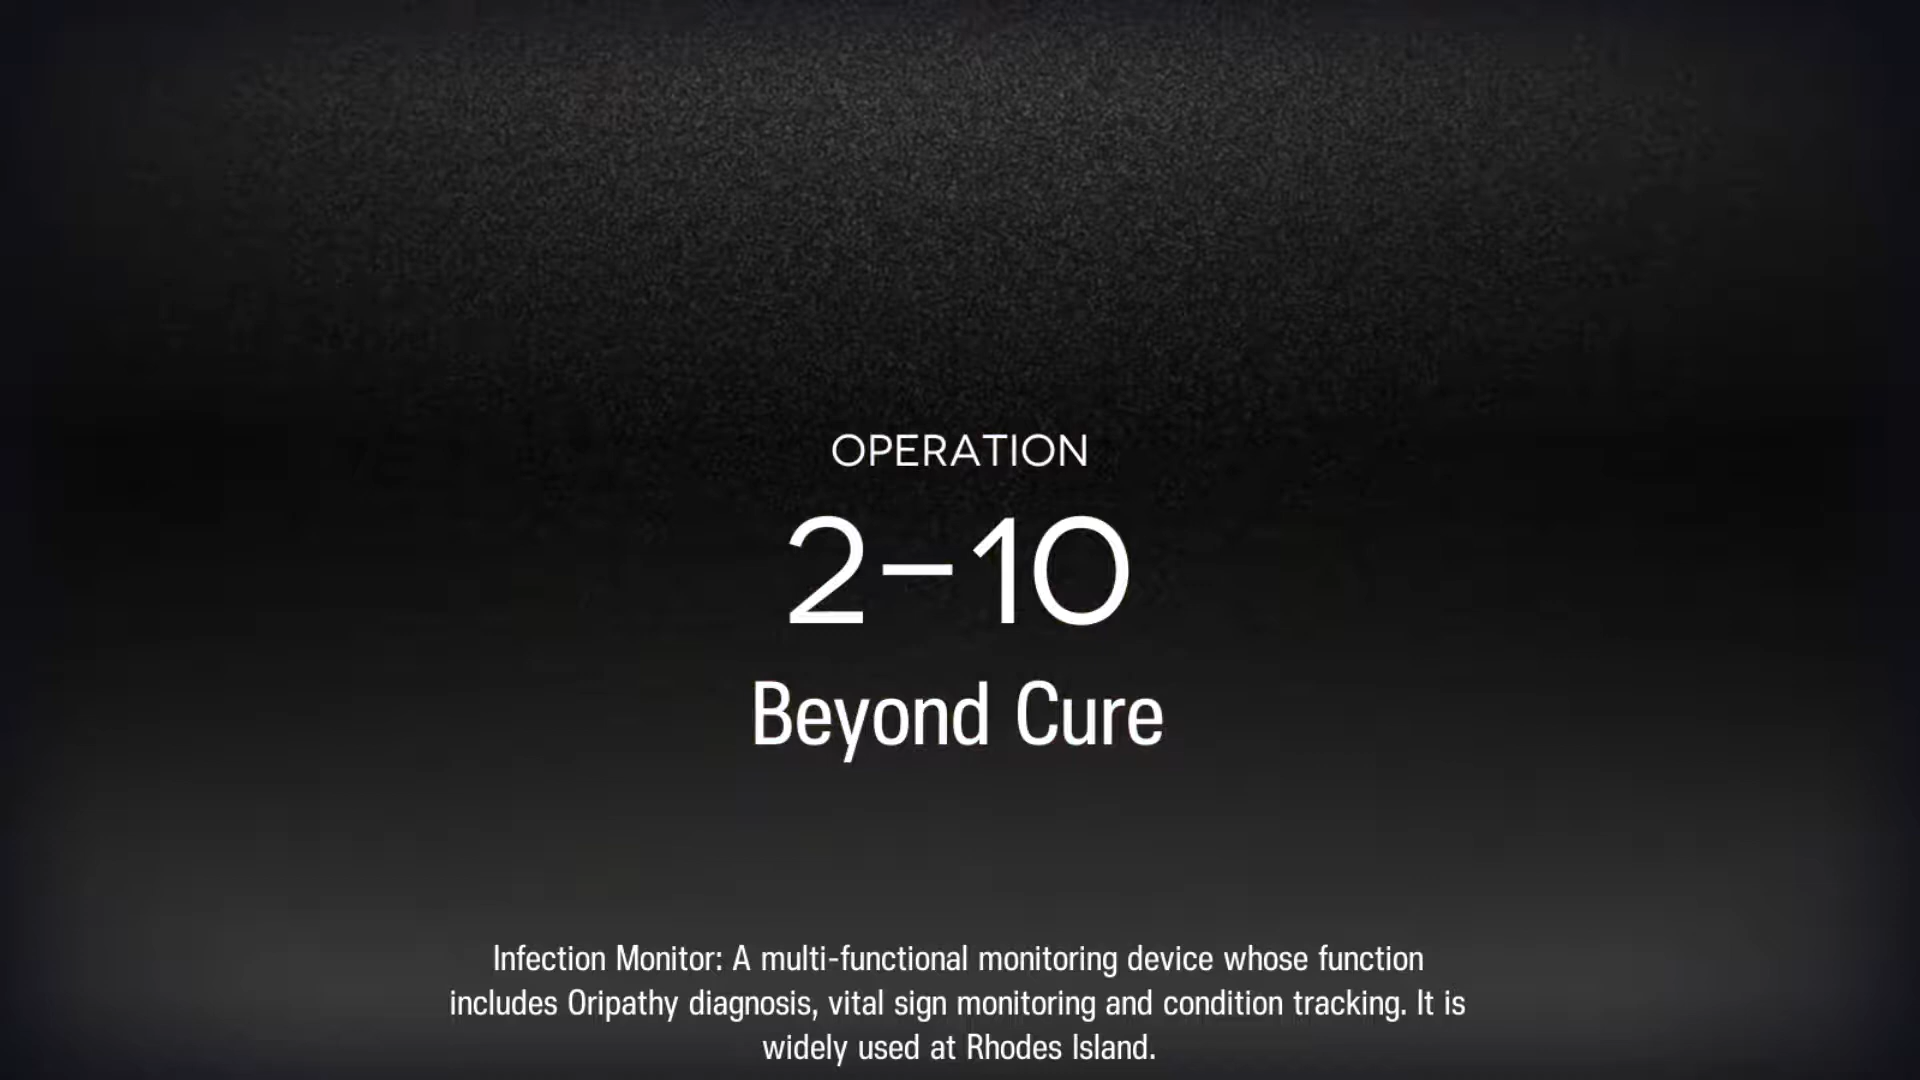 OPERATION
2-10
Beyond Cure
Infection Monitor: A multi-functional monitoring device whose function
includes Oripathy diagnosis, vital sign monitoring and condition tracking. It is
widely used at Rhodes Island.